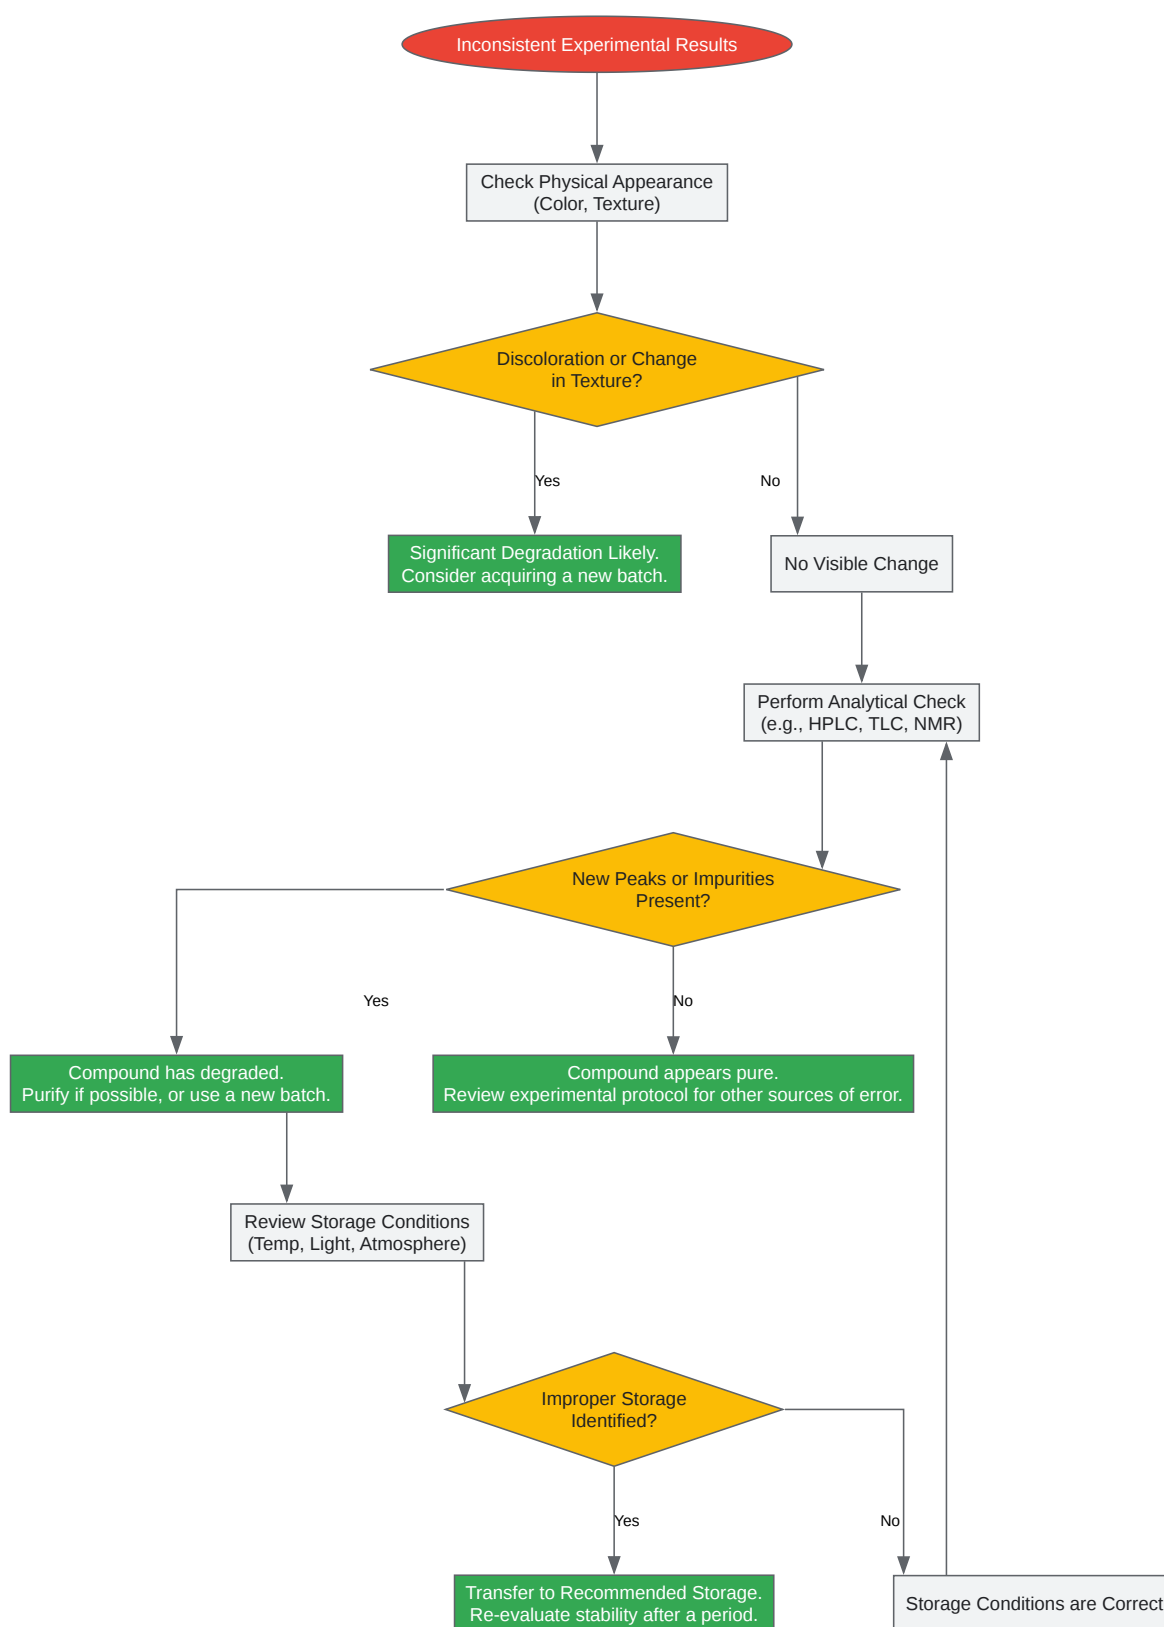 Inconsistent Experimental Results
Check Physical Appearance
(Color, Texture)
Discoloration or Change
in Texture?
Yes
No
Significant Degradation Likely.
Consider acquiring a new batch.
No Visible Change
Perform Analytical Check
(e.g., HPLC, TLC, NMR)
New Peaks or Impurities
Present?
Yes
No
Compound has degraded.
Purify if possible, or use a new batch.
Compound appears pure.
Review experimental protocol for other sources of error.
Review Storage Conditions
(Temp, Light, Atmosphere)
Improper Storage
Identified?
Yes
No
Transfer to Recommended Storage.
Re-evaluate stability after a period.
Storage Conditions are Correct